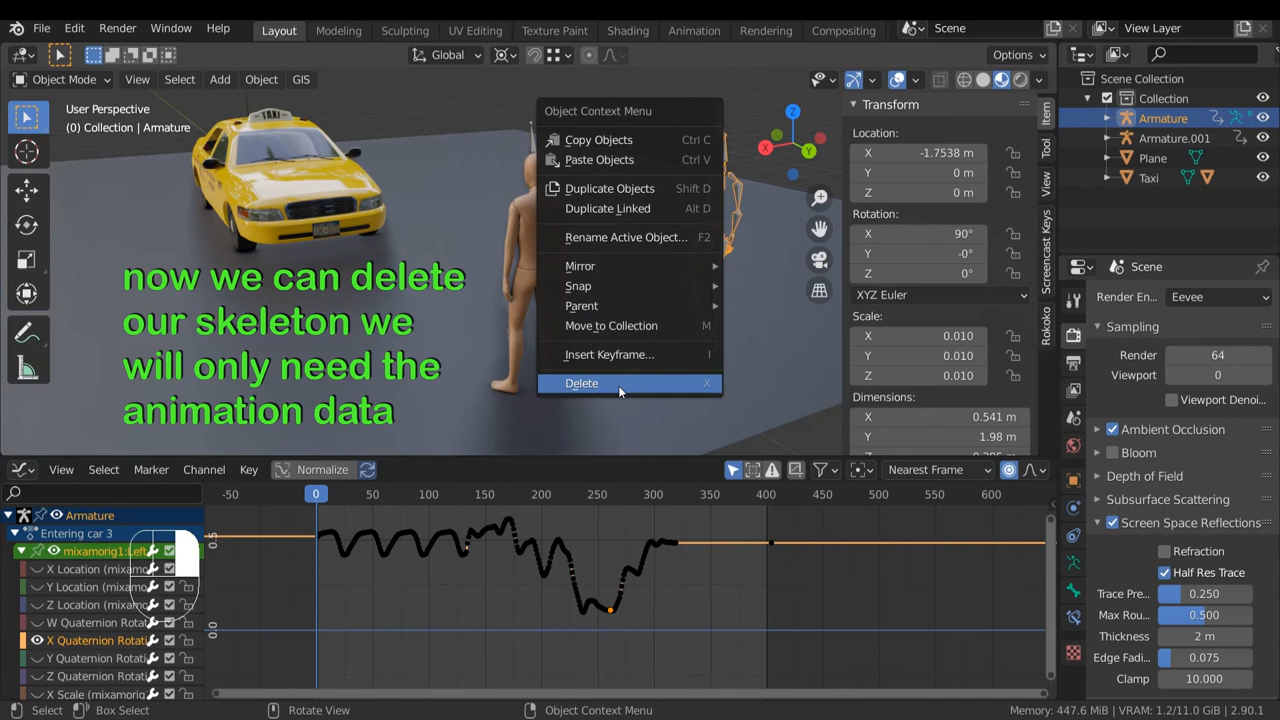 File Edit Render Window Help
Layout Modeling Sculpting UV Editing Texture Paint Shading Animation Rendering Compositing
Scene
View Layer
Global
Options
Object Mode View Select Add Object GIS
User Perspective
(0) Collection | Armature
TAXI
now we can delete
our skeleton we
will only need the
animation data
Object Context Menu
Copy Objects Ctrl C
Paste Objects Ctrl V
Duplicate Objects Shift D
Duplicate Linked Alt D
Rename Active Object... F2
Mirror
Snap
Parent
Move to Collection M
Insert Keyframe... I
Delete X
Z
X
Y
Transform
Location:
X -1.7538 m
Y 0 m
Z 0 m
Rotation:
X 90°
Y -0°
Z 0°
XYZ Euler
Scale:
X 0.010
Y 0.010
Z 0.010
Dimensions:
X 0.541 m
Y 1.98 m
Item
Tool
View
Screencast Keys
Rokoko
Scene Collection
Collection
Armature
Armature.001
Plane
Taxi
Scene
Render En... Eevee
Sampling
Render 64
Viewport 0
Viewport Denoi...
Ambient Occlusion
Bloom
Depth of Field
Subsurface Scattering
Screen Space Reflections
Refraction
Half Res Trace
Trace Pre... 0.250
Max Rou... 0.500
Thickness 2 m
Edge Fadi... 0.075
Clamp 10.000
View Select Marker Channel Key Normalize
Nearest Frame
-50 0 50 100 150 200 250 300 350 400 450 500 550 600
0.5
0.0
Armature
Entering car 3
mixamorig1:Left
X Location (mixamo
Y Location (mixamo
Z Location (mixamo
W Quaternion Rotat
X Quaternion Rotati
Y Quaternion Rotati
Z Quaternion Rotati
X Scale (mixamorig
Select Box Select Rotate View Object Context Menu
Memory: 447.6 MiB | VRAM: 1.2/11.0 GiB | 2.90.1